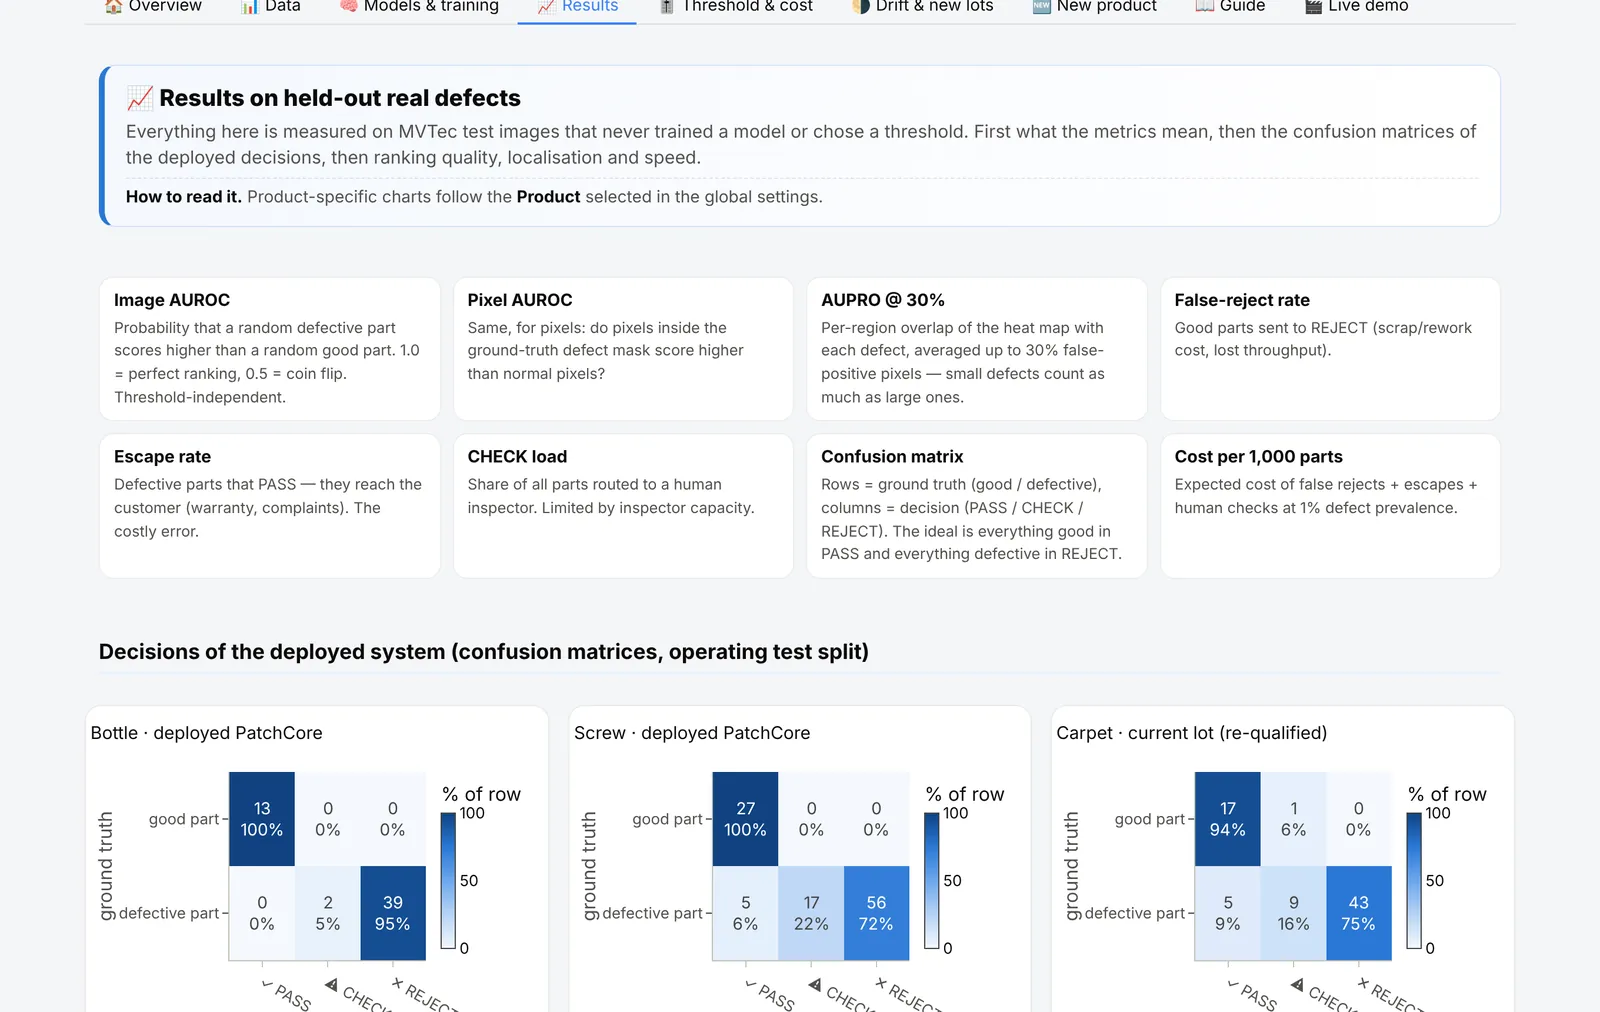 🏠 Overview
📊 Data
🧠 Models & training
📈 Results
🎚️ Threshold & cost
🌗 Drift & new lots
🆕 New product
📖 Guide
🎬 Live demo
📈 Results on held-out real defects
Everything here is measured on MVTec test images that never trained a model or chose a threshold. First what the metrics mean, then the confusion matrices of
the deployed decisions, then ranking quality, localisation and speed.
How to read it. Product-specific charts follow the Product selected in the global settings.
Image AUROC
Probability that a random defective part
scores higher than a random good part. 1.0
= perfect ranking, 0.5 = coin flip.
Threshold-independent.
Pixel AUROC
Same, for pixels: do pixels inside the
ground-truth defect mask score higher
than normal pixels?
AUPRO @ 30%
Per-region overlap of the heat map with
each defect, averaged up to 30% false-
positive pixels — small defects count as
much as large ones.
False-reject rate
Good parts sent to REJECT (scrap/rework
cost, lost throughput).
Escape rate
Defective parts that PASS — they reach the
customer (warranty, complaints). The
costly error.
CHECK load
Share of all parts routed to a human
inspector. Limited by inspector capacity.
Confusion matrix
Rows = ground truth (good / defective),
columns = decision (PASS / CHECK /
REJECT). The ideal is everything good in
PASS and everything defective in REJECT.
Cost per 1,000 parts
Expected cost of false rejects + escapes +
human checks at 1% defect prevalence.
Decisions of the deployed system (confusion matrices, operating test split)
Bottle · deployed PatchCore
ground truth
good part
13
100%
0
0%
0
0%
defective part
0
0%
2
5%
39
95%
% of row
100
50
0
✓ PASS
⚠ CHECK
✕ REJECT
Screw · deployed PatchCore
ground truth
good part
27
100%
0
0%
0
0%
defective part
5
6%
17
22%
56
72%
% of row
100
50
0
✓ PASS
⚠ CHECK
✕ REJECT
Carpet · current lot (re-qualified)
ground truth
good part
17
94%
1
6%
0
0%
defective part
5
9%
9
16%
43
75%
% of row
100
50
0
✓ PASS
⚠ CHECK
✕ REJECT